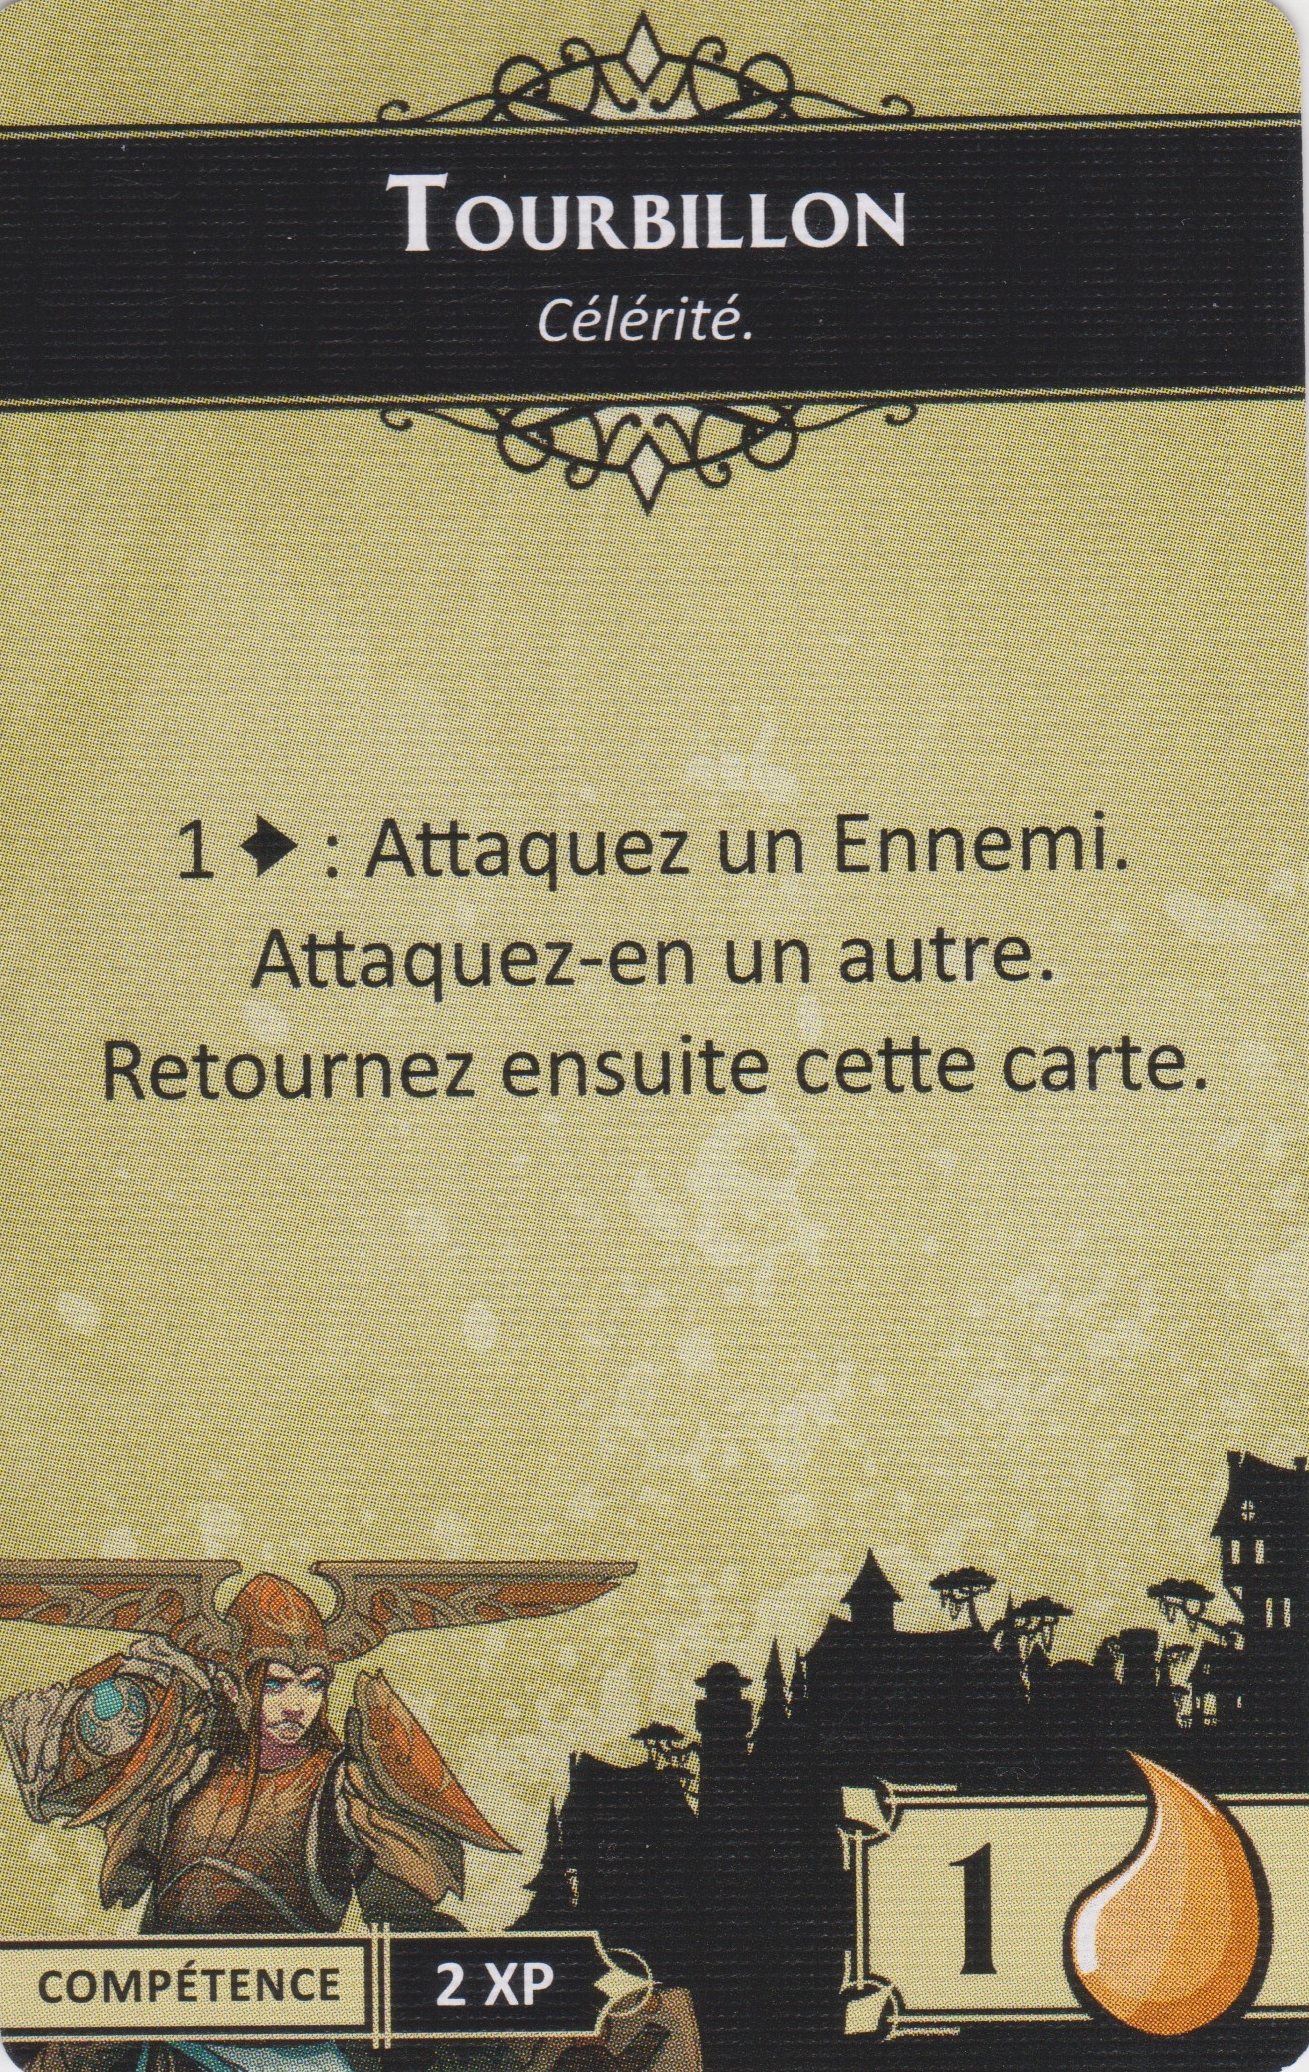 Tourbillon
Célérité.
1 ✦ : Attaquez un Ennemi.
Attaquez-en un autre.
Retournez ensuite cette carte.
1
COMPÉTENCE
2 XP